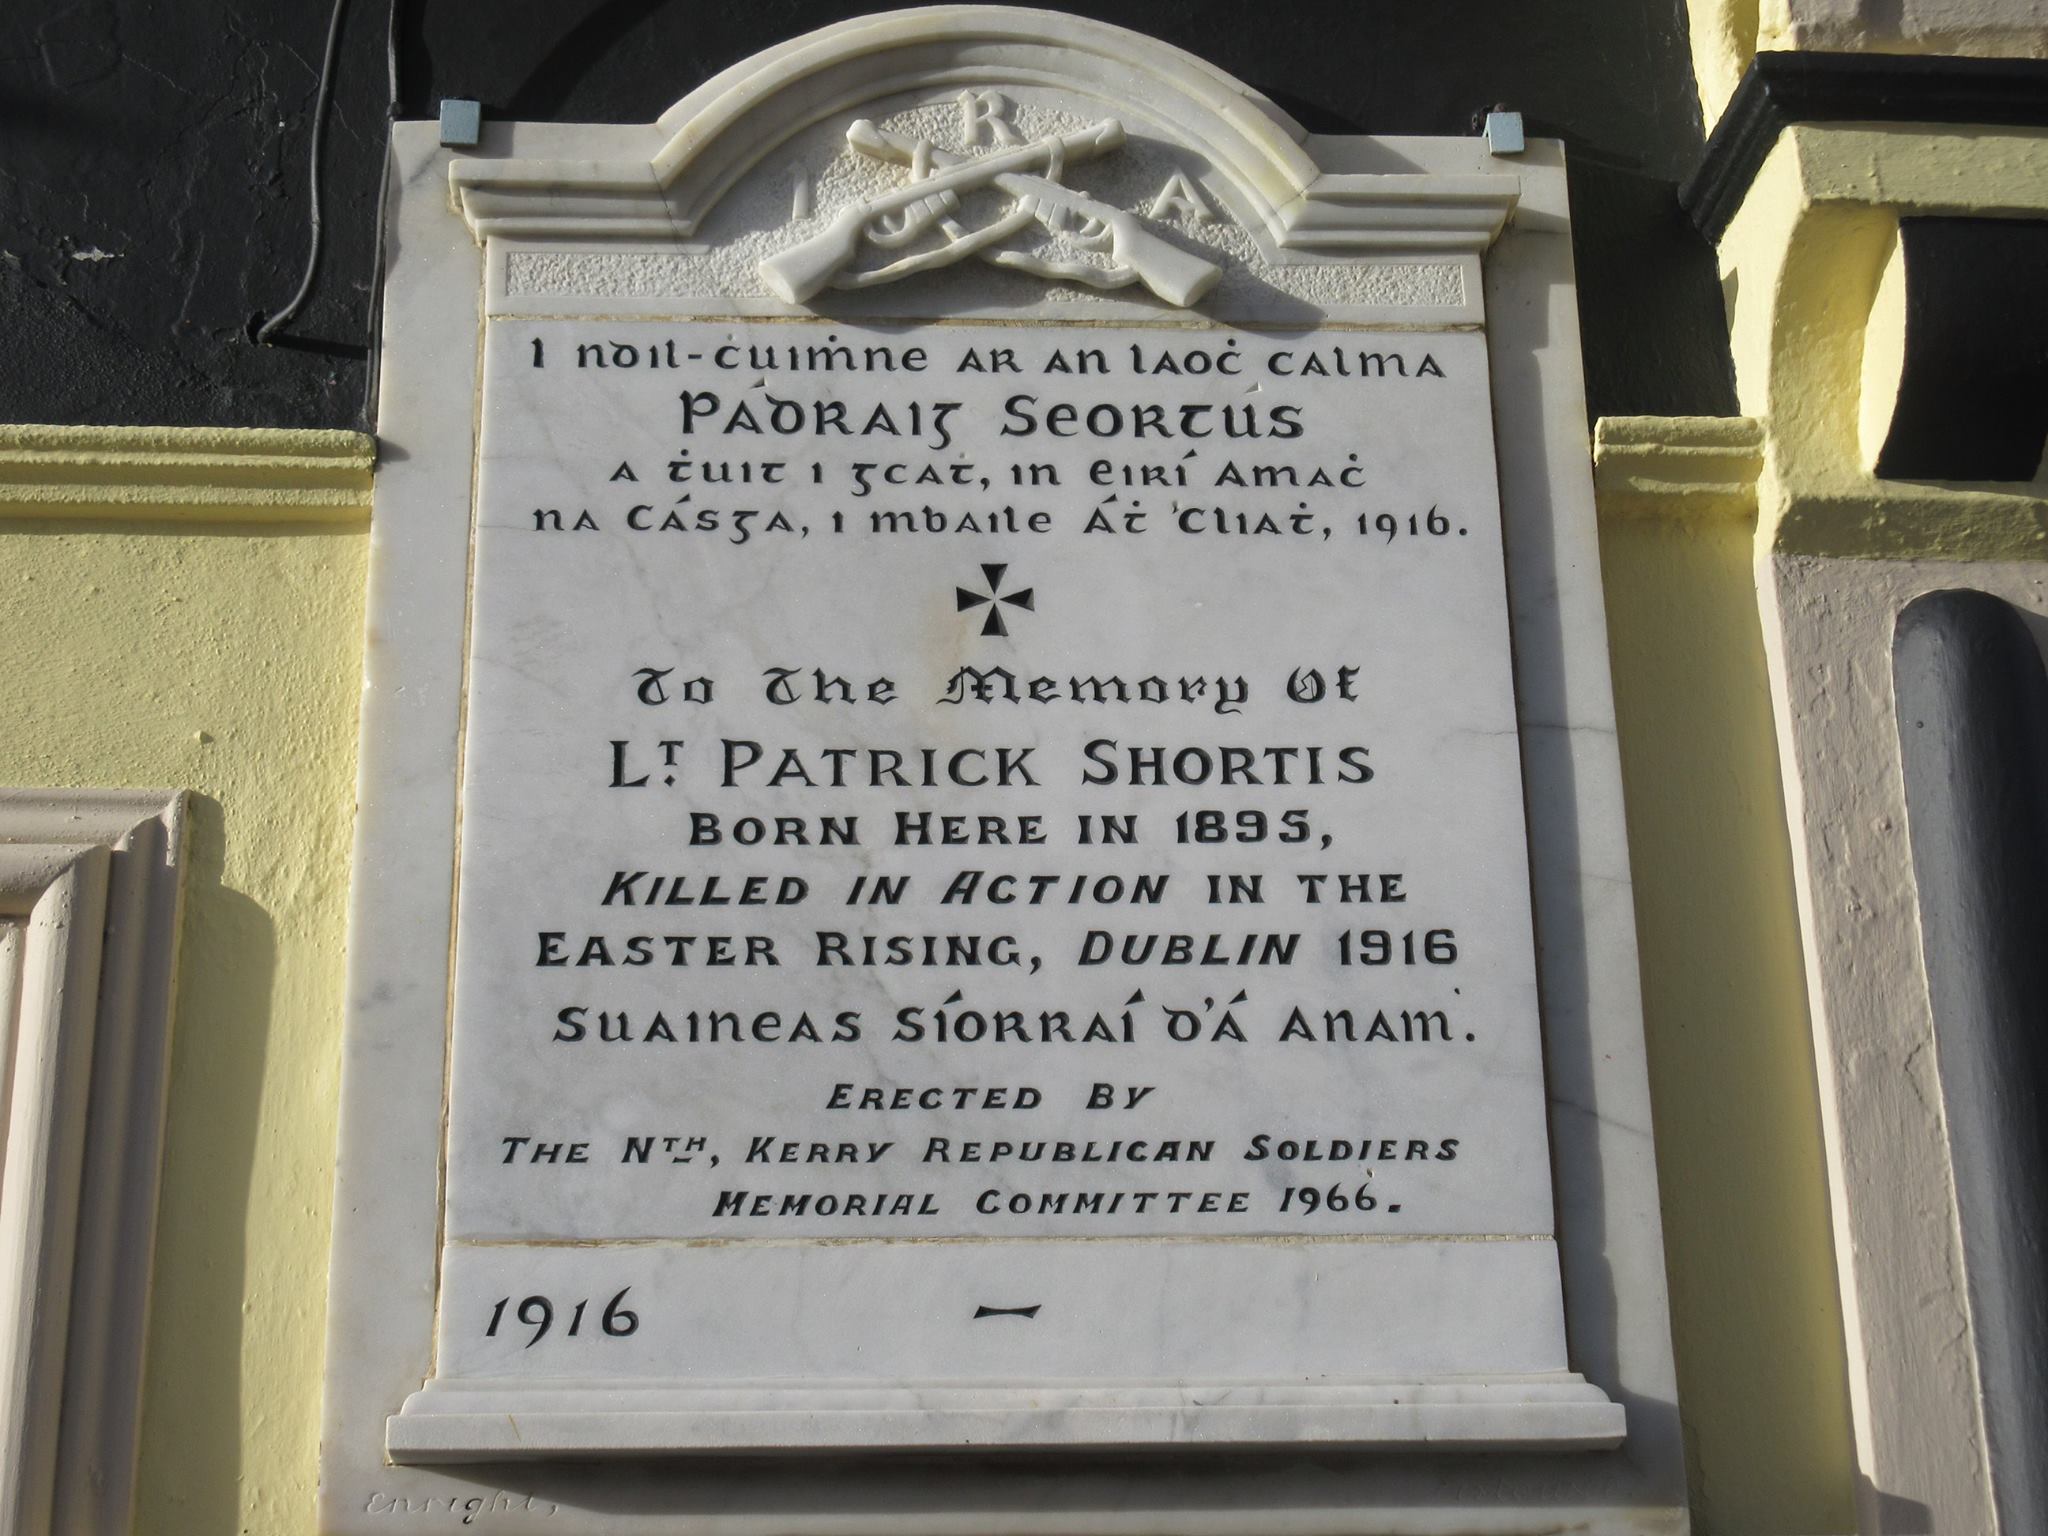 I R A
I ndil-ċuiṁne ar an laoċ calma
Pádraig Seortús
a ṫuit i gcaṫ, in eirí amaċ
na Cásga, i mbaile Áṫ Cliaṫ, 1916.
To The Memory Of
Lt. Patrick Shortis
Born Here in 1895,
Killed in Action in the
Easter Rising, Dublin 1916
Suaineas síorraí d'á anam.
Erected By
The Nth, Kerry Republican Soldiers
Memorial Committee 1966.
1916 —
Enright,